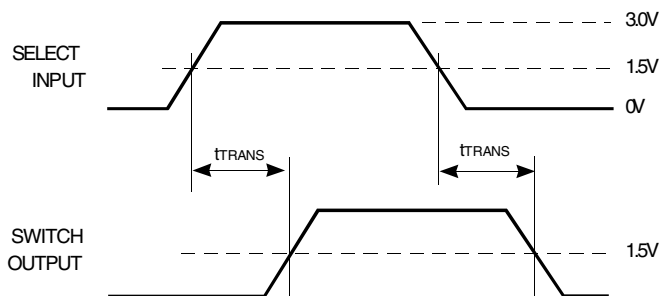 3.0V
SELECT
INPUT
1.5V
0V
tTRANS
tTRANS
SWITCH
OUTPUT
1.5V